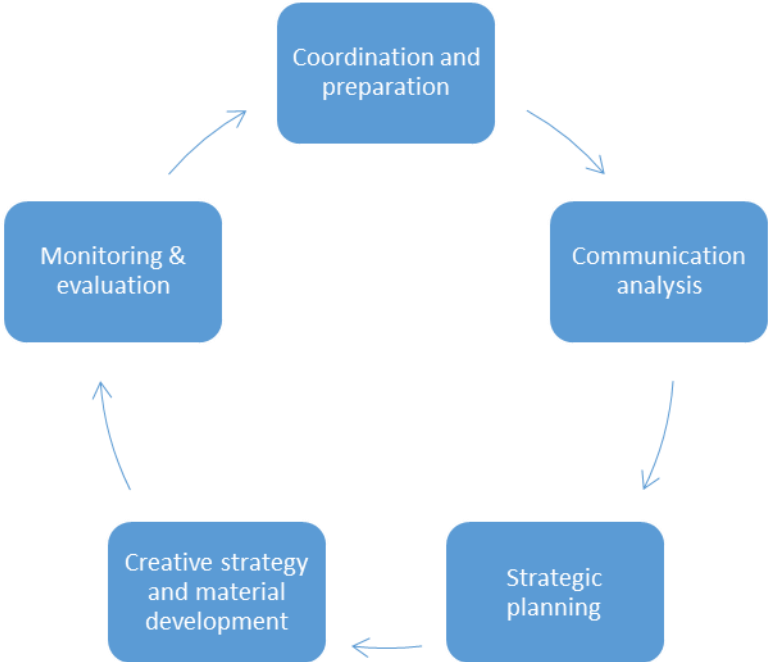 Coordination and
preparation
Communication
analysis
Strategic
planning
Creative strategy
and material
development
Monitoring &
evaluation